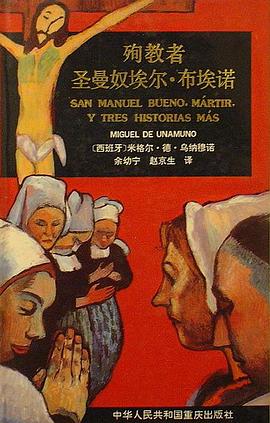 殉教者
圣曼奴埃尔·布埃诺
SAN MANUEL BUENO, MÁRTIR,
Y TRES HISTORIAS MÁS
MIGUEL DE UNAMUNO
〔西班牙〕米格尔·德·乌纳穆诺
余幼宁 赵京生 译
中华人民共和国重庆出版社